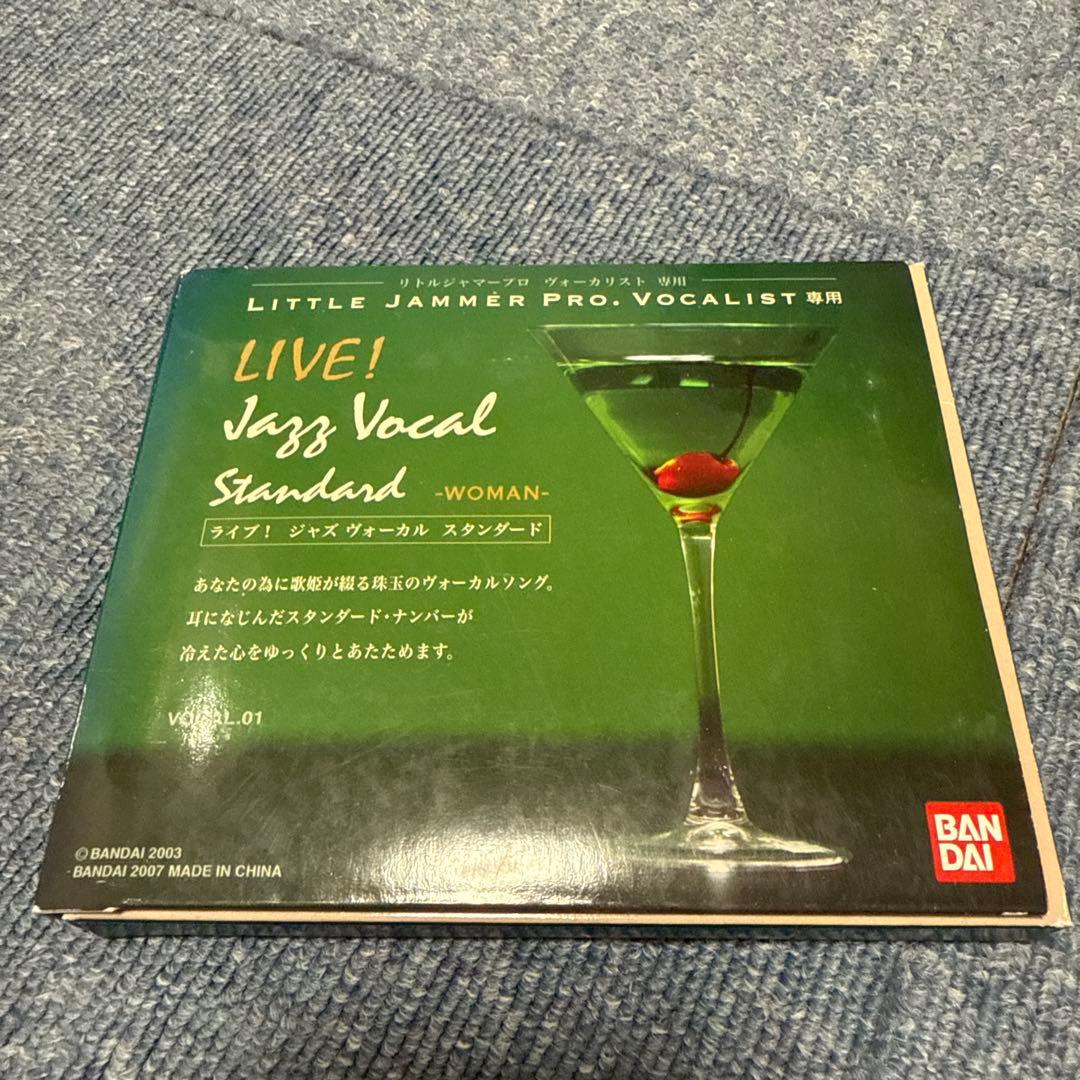 リトルジャマープロ ヴォーカリスト 専用
LITTLE JAMMER PRO. VOCALIST 専用
LIVE!
Jazz Vocal
Standard -WOMAN-
ライブ! ジャズ ヴォーカル スタンダード
あなたの為に歌姫が綴る珠玉のヴォーカルソング。
耳になじんだスタンダード・ナンバーが
冷えた心をゆっくりとあたためます。
VOCAL.01
©BANDAI 2003
BANDAI 2007 MADE IN CHINA
BAN
DAI